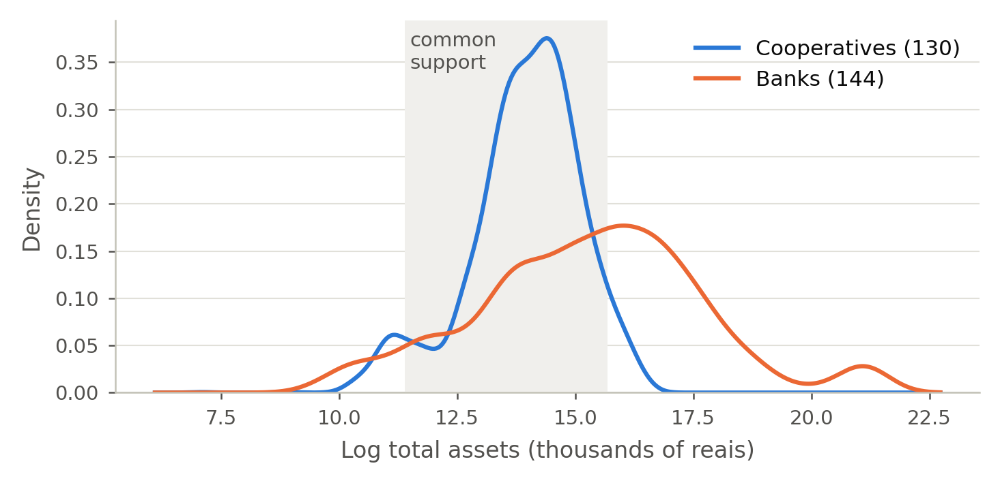 common
support
Cooperatives (130)
Banks (144)
Density
0.35
0.30
0.25
0.20
0.15
0.10
0.05
0.00
7.5
10.0
12.5
15.0
17.5
20.0
22.5
Log total assets (thousands of reais)